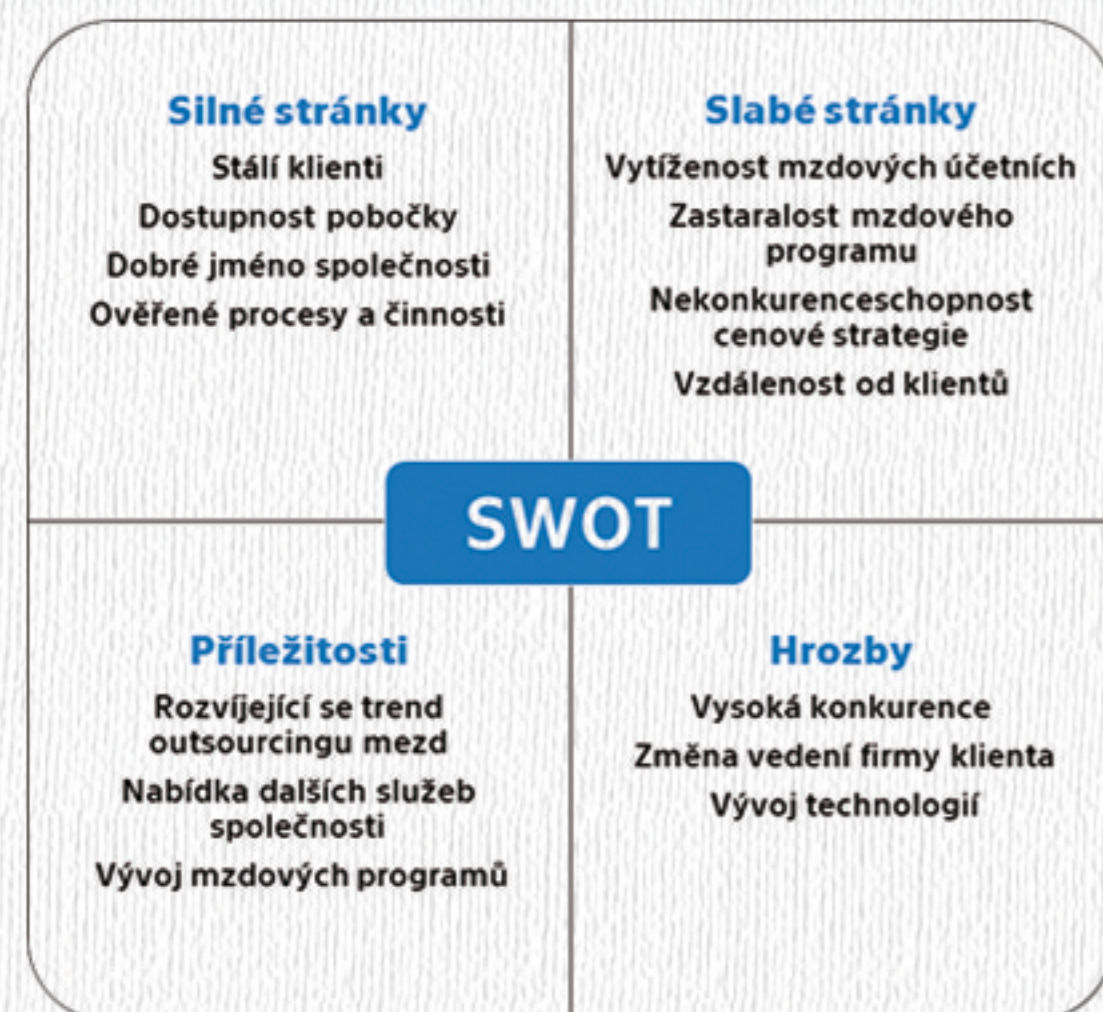 Silné stránky
Stálí klienti
Dostupnost pobočky
Dobré jméno společnosti
Ověřené procesy a činnosti
Slabé stránky
Vytíženost mzdových účetních
Zastaralost mzdového
programu
Nekonkurenceschopnost
cenové strategie
Vzdálenost od klientů
SWOT
Příležitosti
Rozvíjející se trend
outsourcingu mezd
Nabídka dalších služeb
společnosti
Vývoj mzdových programů
Hrozby
Vysoká konkurence
Změna vedení firmy klienta
Vývoj technologií